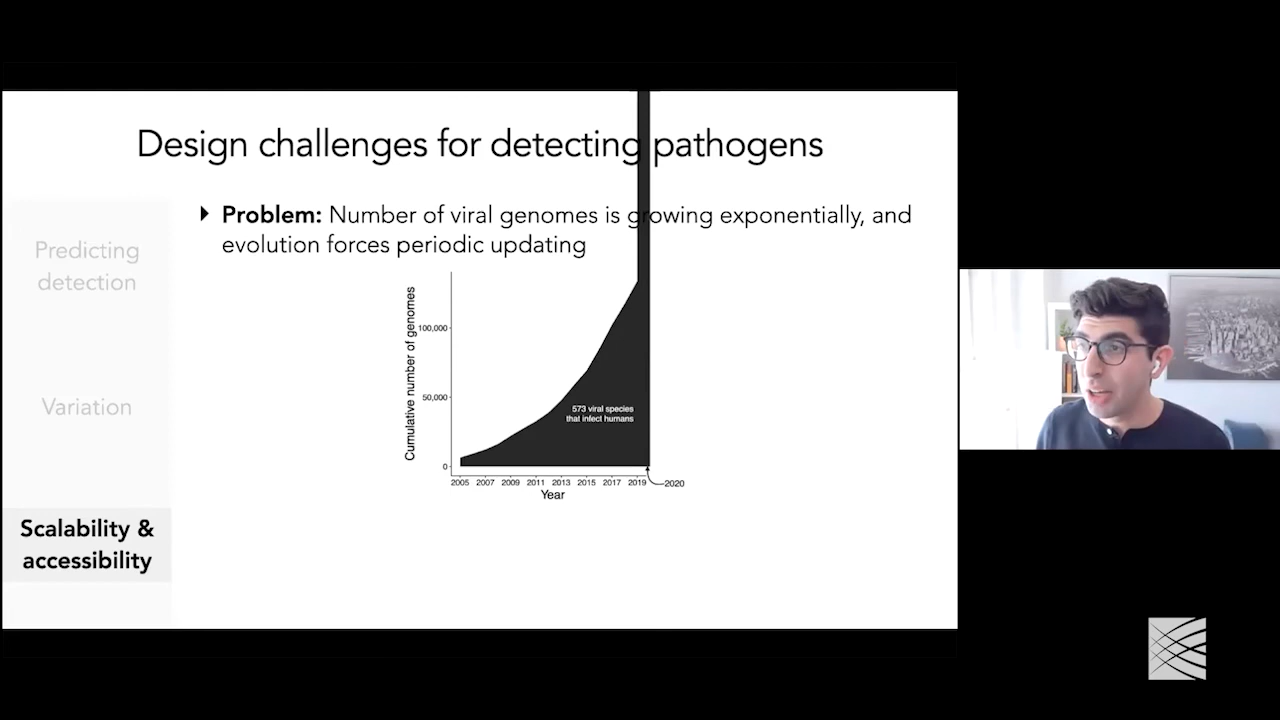 Design challenges for detecting pathogens
Predicting
detection
Variation
Scalability &
accessibility
Problem: Number of viral genomes is growing exponentially, and
evolution forces periodic updating
Cumulative number of genomes
100,000
50,000
0
573 viral species
that infect humans
2005 2007 2009 2011 2013 2015 2017 2019 2020
Year